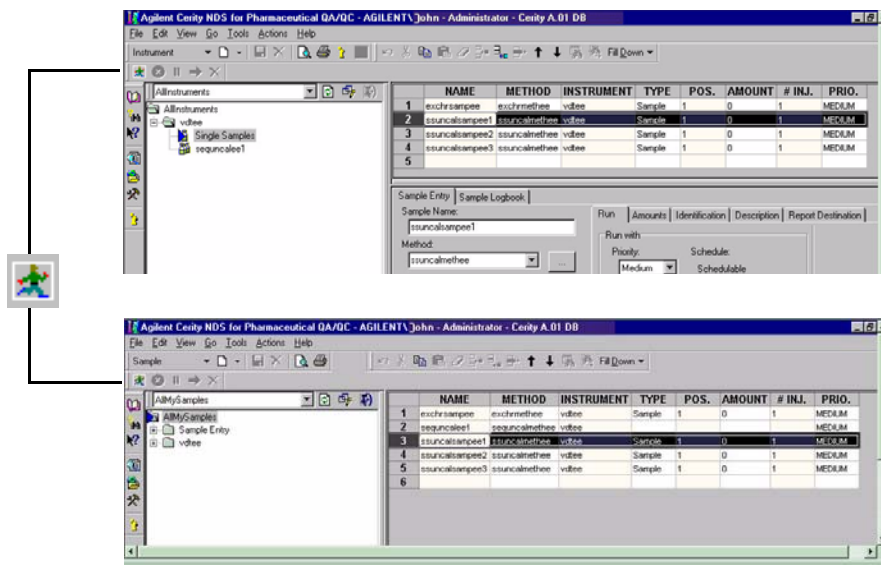 Agilent Cerity NDS for Pharmaceutical QA/QC - AGILENT\John - Administrator - Cerity A.01 DB
File Edit View Go Tools Actions Help
Instrument Fill Down
AllInstruments
AllInstruments
vdtee
Single Samples
sequncalee1
NAME METHOD INSTRUMENT TYPE POS. AMOUNT # INJ. PRIO.
1 exchrsampee exchrmethee vdtee Sample 1 0 1 MEDIUM
2 ssuncalsampee1 ssuncalmethee vdtee Sample 1 0 1 MEDIUM
3 ssuncalsampee2 ssuncalmethee vdtee Sample 1 0 1 MEDIUM
4 ssuncalsampee3 ssuncalmethee vdtee Sample 1 0 1 MEDIUM
5
Sample Entry Sample Logbook
Sample Name:
ssuncalsampee1
Method:
ssuncalmethee ...
Run Amounts Identification Description Report Destination
Run with
Priority: Schedule:
Medium Schedulable
Agilent Cerity NDS for Pharmaceutical QA/QC - AGILENT\John - Administrator - Cerity A.01 DB
File Edit View Go Tools Actions Help
Sample Fill Down
AllMySamples
AllMySamples
Sample Entry
vdtee
NAME METHOD INSTRUMENT TYPE POS. AMOUNT # INJ. PRIO.
1 exchrsampee exchrmethee vdtee Sample 1 0 1 MEDIUM
2 sequncalee1 sequncalmethee vdtee MEDIUM
3 ssuncalsampee1 ssuncalmethee vdtee Sample 1 0 1 MEDIUM
4 ssuncalsampee2 ssuncalmethee vdtee Sample 1 0 1 MEDIUM
5 ssuncalsampee3 ssuncalmethee vdtee Sample 1 0 1 MEDIUM
6